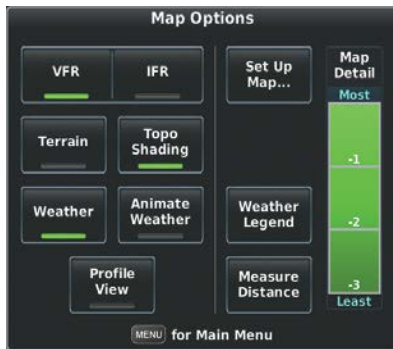 Map Options
VFR
IFR
Set Up
Map...
Map
Detail
Most
Terrain
Topo
Shading
-1
Weather
Animate
Weather
Weather
Legend
-2
Profile
View
Measure
Distance
-3
Least
MENU for Main Menu